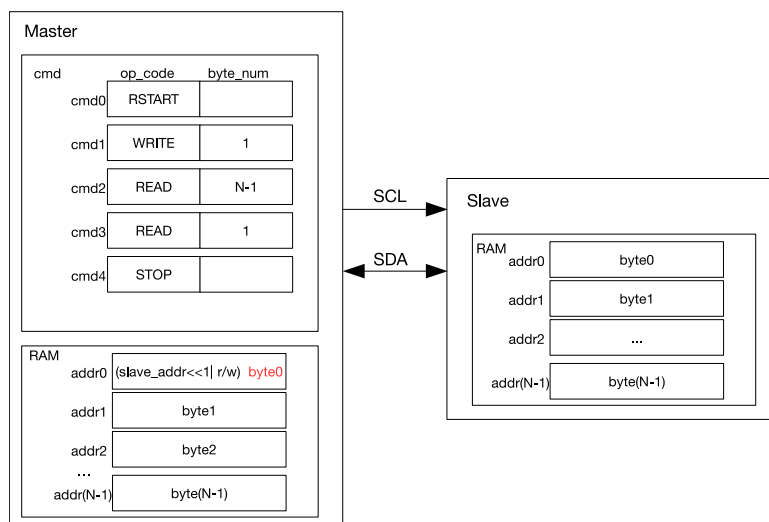 Master
cmd op_code byte_num
cmd0 RSTART
cmd1 WRITE 1
cmd2 READ N-1
cmd3 READ 1
cmd4 STOP
RAM
addr0 (slave_addr<<1| r/w) byte0
addr1 byte1
addr2 byte2
...
addr(N-1) byte(N-1)
SCL
SDA
Slave
RAM
addr0 byte0
addr1 byte1
addr2 ...
addr(N-1) byte(N-1)